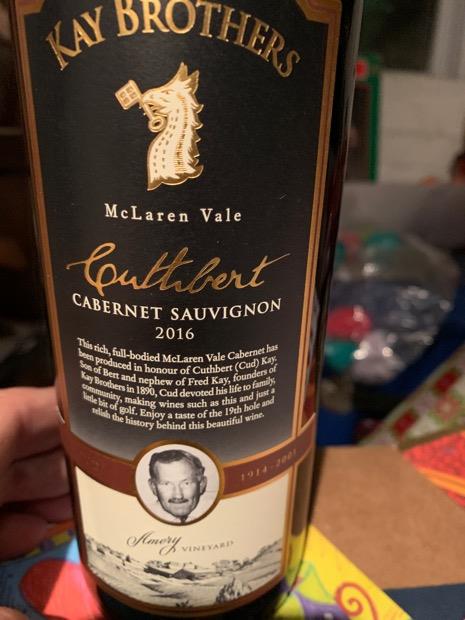 KAY BROTHERS
McLaren Vale
Cuthbert
CABERNET SAUVIGNON
2016
This rich, full-bodied McLaren Vale Cabernet has
been produced in honour of Cuthbert (Cud) Kay,
Son of Bert and nephew of Fred Kay, founders of
Kay Brothers in 1890, Cud devoted his life to family,
community, making wines such as this and just a
little bit of golf. Enjoy a taste of the 19th hole and
relish the history behind this beautiful wine.
1914-2001
Amery VINEYARD